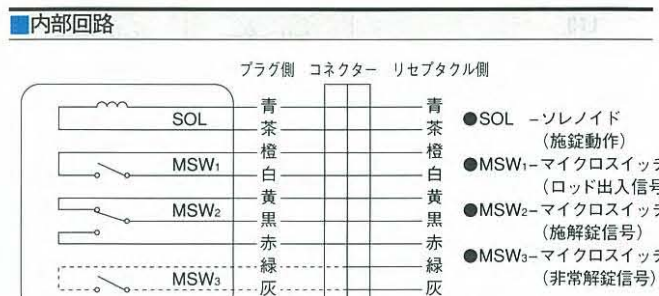 ■内部回路
プラグ側 コネクター リセプタクル側
青 青
SOL
茶 茶
橙 橙
MSW₁
白 白
黄 黄
MSW₂
黒 黒
赤 赤
緑 緑
MSW₃
灰 灰
●SOL －ソレノイド
（施錠動作）
●MSW₁－マイクロスイッチ
（ロッド出入信号
●MSW₂－マイクロスイッチ
（施解錠信号）
●MSW₃－マイクロスイッチ
（非常解錠信号）